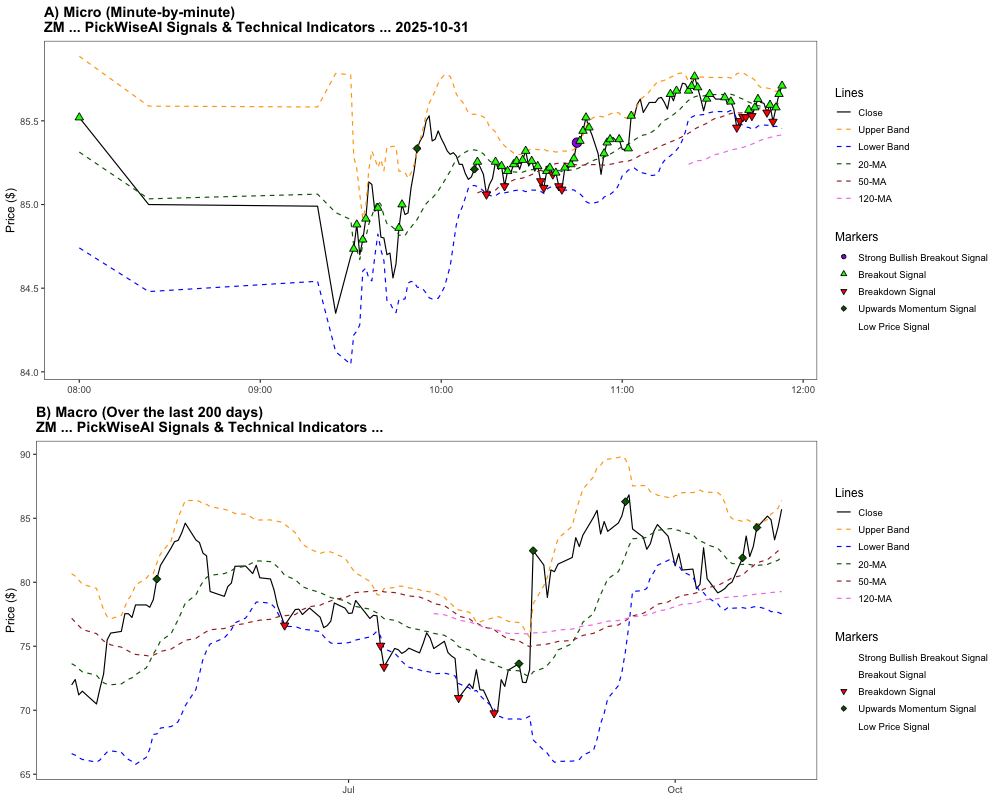 A) Micro (Minute-by-minute)
ZM ... PickWiseAI Signals & Technical Indicators ... 2025-10-31
Price ($)
85.5
85.0
84.5
84.0
08:00
09:00
10:00
11:00
12:00
Lines
Close
Upper Band
Lower Band
20-MA
50-MA
120-MA
Markers
Strong Bullish Breakout Signal
Breakout Signal
Breakdown Signal
Upwards Momentum Signal
Low Price Signal
B) Macro (Over the last 200 days)
ZM ... PickWiseAI Signals & Technical Indicators ...
Price ($)
90
85
80
75
70
65
Jul
Oct
Lines
Close
Upper Band
Lower Band
20-MA
50-MA
120-MA
Markers
Strong Bullish Breakout Signal
Breakout Signal
Breakdown Signal
Upwards Momentum Signal
Low Price Signal